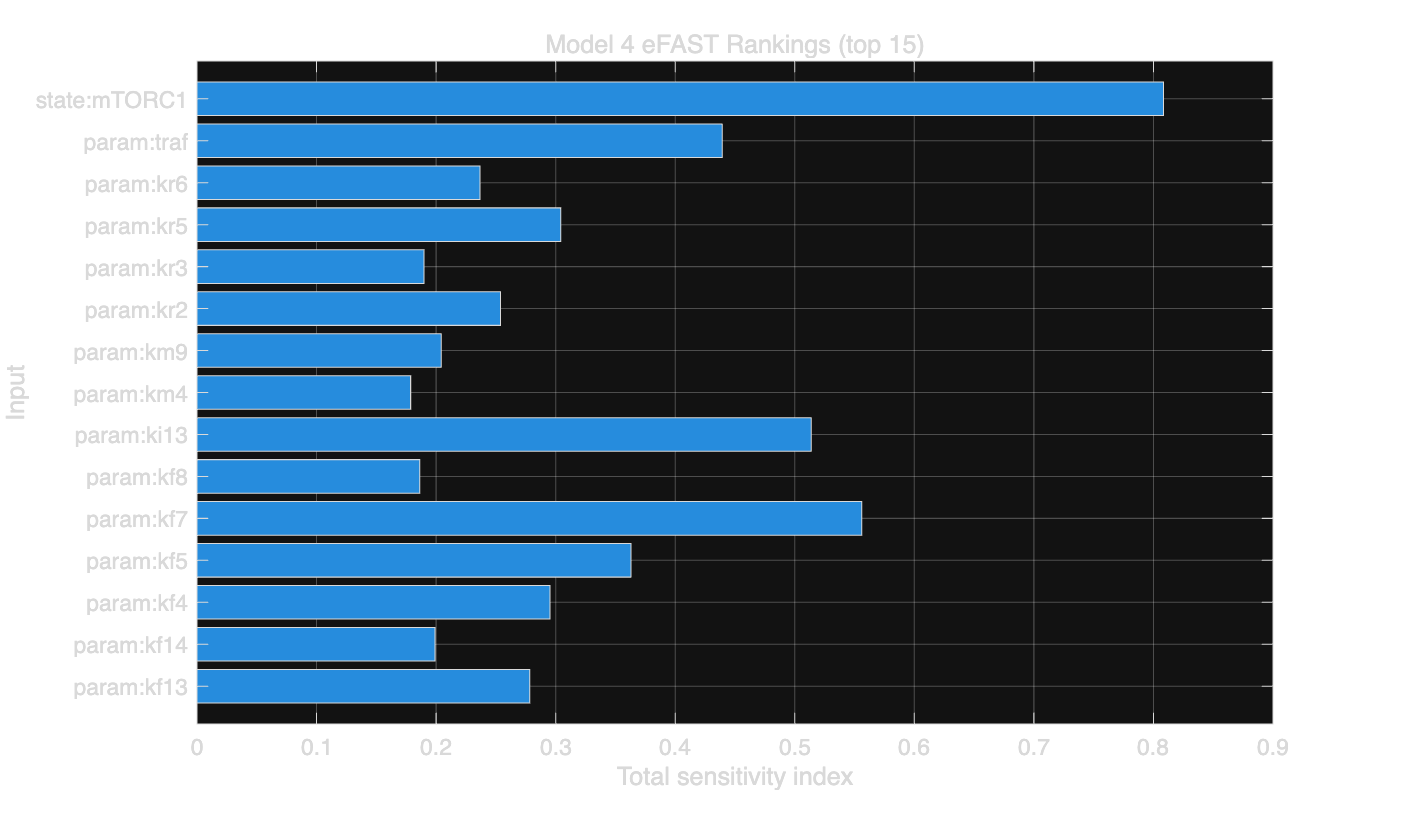 Model 4 eFAST Rankings (top 15)
state:mTORC1
param:traf
param:kr6
param:kr5
param:kr3
param:kr2
param:km9
param:km4
param:ki13
param:kf8
param:kf7
param:kf5
param:kf4
param:kf14
param:kf13
Input
0 0.1 0.2 0.3 0.4 0.5 0.6 0.7 0.8 0.9
Total sensitivity index